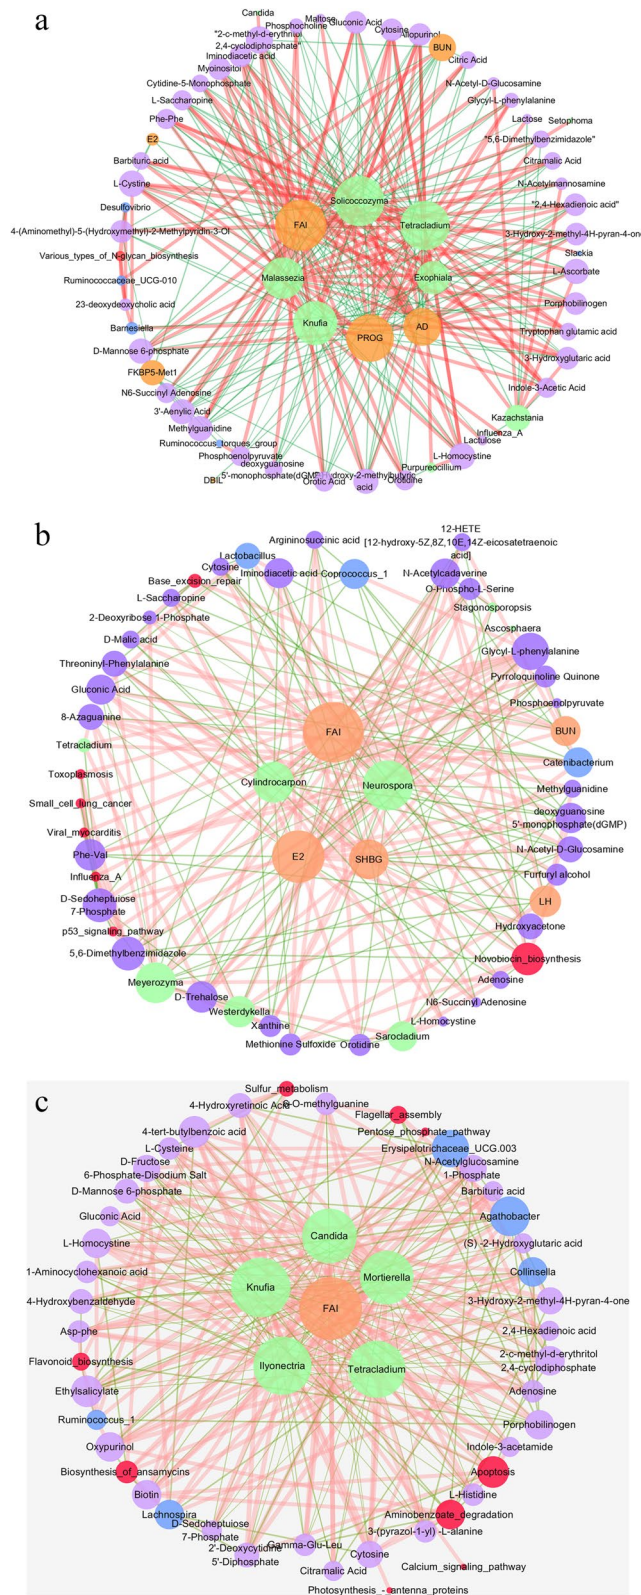 a
Candida
"2-c-methyl-d-erythritol
2,4-cyclodiphosphate"
Phosphocholine
Maltose
Gluconic Acid
Cytosine
Allopurinol
BUN
Iminodiacetic acid
Myoinositol
Citric Acid
Cytidine-5-Monophosphate
N-Acetyl-D-Glucosamine
L-Saccharopine
Glycyl-L-phenylalanine
Phe-Phe
Lactose
Setophoma
E2
"5,6-Dimethylbenzimidazole"
Barbituric acid
Citramalic Acid
L-Cystine
Solicoccozyma
N-Acetylmannosamine
Desulfovibrio
FAI
Tetracladium
"2,4-Hexadienoic acid"
4-(Aminomethyl)-5-(Hydroxymethyl)-2-Methylpyridin-3-Ol
3-Hydroxy-2-methyl-4H-pyran-4-one
Various_types_of_N-glycan_biosynthesis
Slackia
Ruminococcaceae_UCG-010
Malassezia
Exophiala
L-Ascorbate
23-deoxydeoxycholic acid
Porphobilinogen
Barnesiella
Knufia
PROG
AD
Tryptophan glutamic acid
D-Mannose 6-phosphate
3-Hydroxyglutaric acid
FKBP5-Met1
N6-Succinyl Adenosine
Indole-3-Acetic Acid
3'-Aenylic Acid
Kazachstania
Methylguanidine
Influenza_A
Ruminococcus_torques_group
Lactulose
Phosphoenolpyruvate
L-Homocystine
deoxyguanosine
Purpureocillium
DBIL
5'-monophosphate(dGMP)
Hydroxy-2-methylbutyric
acid
Orotic Acid
Orotidine
b
12-HETE
[12-hydroxy-5Z,8Z,10E,14Z-eicosatetraenoic
acid]
Argininosuccinic acid
Lactobacillus
Cytosine
Iminodiacetic acid
Coprococcus_1
N-Acetylcadaverine
Base_excision_repair
O-Phospho-L-Serine
L-Saccharopine
Stagonosporopsis
2-Deoxyribose 1-Phosphate
Ascosphaera
D-Malic acid
Glycyl-L-phenylalanine
Threoninyl-Phenylalanine
Pyrroloquinoline Quinone
Gluconic Acid
Phosphoenolpyruvate
8-Azaguanine
FAI
BUN
Tetracladium
Catenibacterium
Toxoplasmosis
Cylindrocarpon
Neurospora
Methylguanidine
Small_cell_lung_cancer
deoxyguanosine
5'-monophosphate(dGMP)
Viral_myocarditis
Phe-Val
E2
SHBG
N-Acetyl-D-Glucosamine
Influenza_A
Furfuryl alcohol
D-Sedoheptulose
7-Phosphate
LH
p53_signaling_pathway
Hydroxyacetone
5,6-Dimethylbenzimidazole
Novobiocin_biosynthesis
Meyerozyma
Adenosine
D-Trehalose
N6-Succinyl Adenosine
Westerdykella
L-Homocystine
Xanthine
Sarocladium
Methionine Sulfoxide
Orotidine
c
Sulfur_metabolism
4-Hydroxyretinoic Acid
6-O-methylguanine
Flagellar_assembly
4-tert-butylbenzoic acid
Pentose_phosphate_pathway
L-Cysteine
Erysipelotrichaceae_UCG.003
D-Fructose
6-Phosphate-Disodium Salt
N-Acetylglucosamine
1-Phosphate
D-Mannose 6-phosphate
Barbituric acid
Gluconic Acid
Agathobacter
Candida
L-Homocystine
(S) -2-Hydroxyglutaric acid
1-Aminocyclohexanoic acid
Mortierella
Collinsella
Knufia
4-Hydroxybenzaldehyde
FAI
3-Hydroxy-2-methyl-4H-pyran-4-one
Asp-phe
2,4-Hexadienoic acid
Flavonoid_biosynthesis
Ilyonectria
Tetracladium
2-c-methyl-d-erythritol
2,4-cyclodiphosphate
Ethylsalicylate
Adenosine
Ruminococcus_1
Porphobilinogen
Oxypurinol
Indole-3-acetamide
Biosynthesis_of_ansamycins
Apoptosis
Biotin
L-Histidine
Lachnospira
Aminobenzoate_degradation
D-Sedoheptulose
7-Phosphate
3-(pyrazol-1-yl) -L-alanine
2'-Deoxycytidine
5'-Diphosphate
Gamma-Glu-Leu
Cytosine
Citramalic Acid
Calcium_signaling_pathway
Photosynthesis_-_antenna_proteins